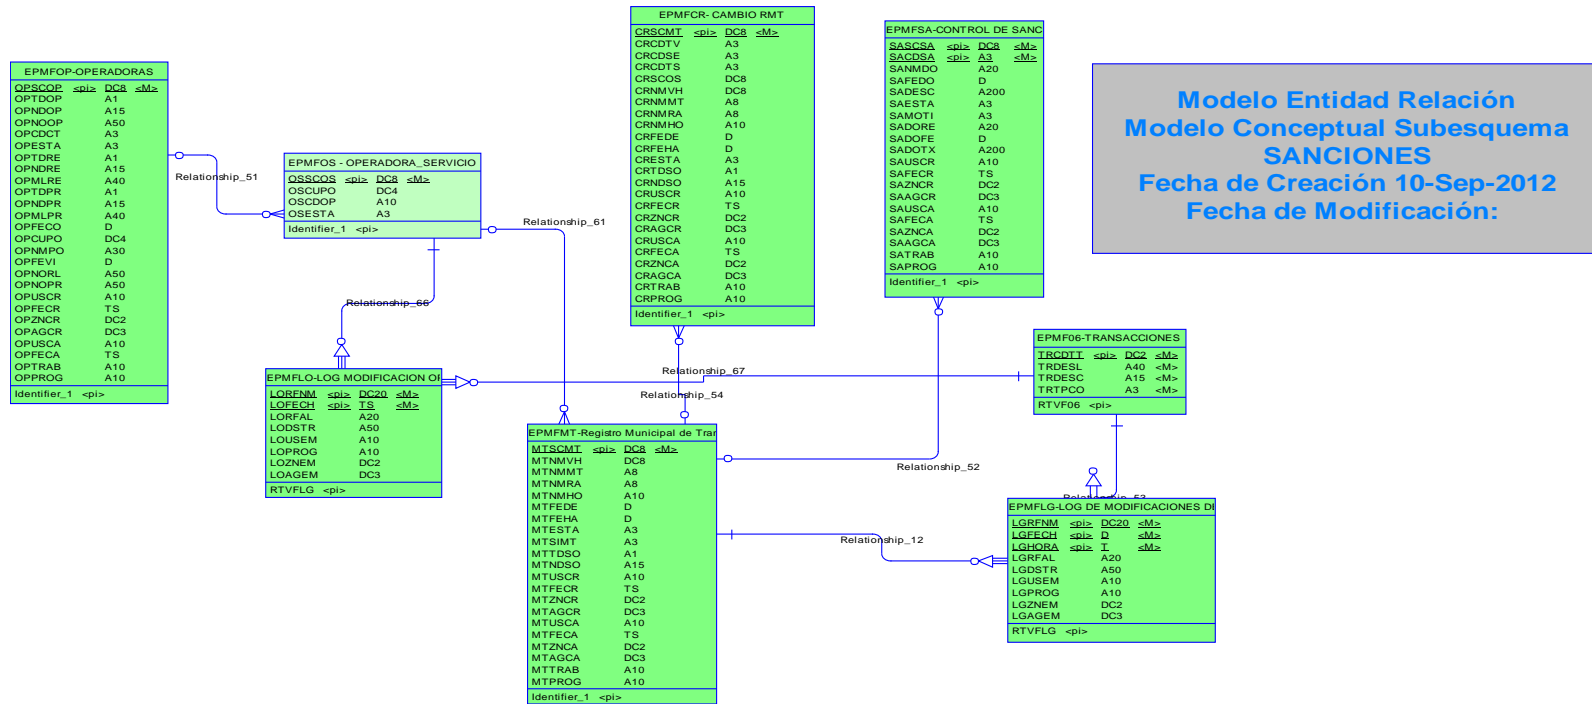 EPMFOP-OPERADORAS
OPSCOP <pi> DC8 <M>
OPTDOP A1
OPNDOP A15
OPNOOP A50
OPCDCT A3
OPESTA A3
OPTDRE A1
OPNDRE A15
OPMLRE A40
OPTDPR A1
OPNDPR A15
OPMLPR A40
OPFECO D
OPCUPO DC4
OPNMPO A30
OPFEVI D
OPNORL A50
OPNOPR A50
OPUSCR A10
OPFECR TS
OPZNCR DC2
OPAGCR DC3
OPUSCA A10
OPFECA TS
OPTRAB A10
OPPROG A10
Identifier_1 <pi>
Relationship_51
EPMFOS - OPERADORA_SERVICIO
OSSCOS <pi> DC8 <M>
OSCUPO DC4
OSCDOP A10
OSESTA A3
Identifier_1 <pi>
Relationship_61
Relationship_66
EPMFLO-LOG MODIFICACION OF
LORFNM <pi> DC20 <M>
LOFECH <pi> TS <M>
LORFAL A20
LODSTR A50
LOUSEM A10
LOPROG A10
LOZNEM DC2
LOAGEM DC3
RTVFLG <pi>
EPMFCR- CAMBIO RMT
CRSCMT <pi> DC8 <M>
CRCDTV A3
CRCDSE A3
CRCDTS A3
CRSCOS DC8
CRNMVH DC8
CRNMMT A8
CRNMRA A8
CRNMHO A10
CRFEDE D
CRFEHA D
CRESTA A3
CRTDSO A1
CRNDSO A15
CRUSCR A10
CRFECR TS
CRZNCR DC2
CRAGCR DC3
CRUSCA A10
CRFECA TS
CRZNCA DC2
CRAGCA DC3
CRTRAB A10
CRPROG A10
Identifier_1 <pi>
Relationship_67
Relationship_54
EPMFMT-Registro Municipal de Tran
MTSCMT <pi> DC8 <M>
MTNMVH DC8
MTNMMT A8
MTNMRA A8
MTNMHO A10
MTFEDE D
MTFEHA D
MTESTA A3
MTSIMT A3
MTTDSO A1
MTNDSO A15
MTUSCR A10
MTFECR TS
MTZNCR DC2
MTAGCR DC3
MTUSCA A10
MTFECA TS
MTZNCA DC2
MTAGCA DC3
MTTRAB A10
MTPROG A10
Identifier_1 <pi>
EPMFSA-CONTROL DE SANC
SASCSA <pi> DC8 <M>
SACDSA <pi> A3 <M>
SANMDO A20
SAFEDO D
SADESC A200
SAESTA A3
SAMOTI A3
SADORE A20
SADOFE D
SADOTX A200
SAUSCR A10
SAFECR TS
SAZNCR DC2
SAAGCR DC3
SAUSCA A10
SAFECA TS
SAZNCA DC2
SAAGCA DC3
SATRAB A10
SAPROG A10
Identifier_1 <pi>
Relationship_52
Relationship_12
Modelo Entidad Relación
Modelo Conceptual Subesquema
SANCIONES
Fecha de Creación 10-Sep-2012
Fecha de Modificación:
EPMF06-TRANSACCIONES
TRCDTT <pi> DC2 <M>
TRDESL A40 <M>
TRDESC A15 <M>
TRTPCO A3 <M>
RTVF06 <pi>
Relationship_53
EPMFLG-LOG DE MODIFICACIONES DE
LGRFNM <pi> DC20 <M>
LGFECH <pi> D <M>
LGHORA <pi> T <M>
LGRFAL A20
LGDSTR A50
LGUSEM A10
LGPROG A10
LGZNEM DC2
LGAGEM DC3
RTVFLG <pi>